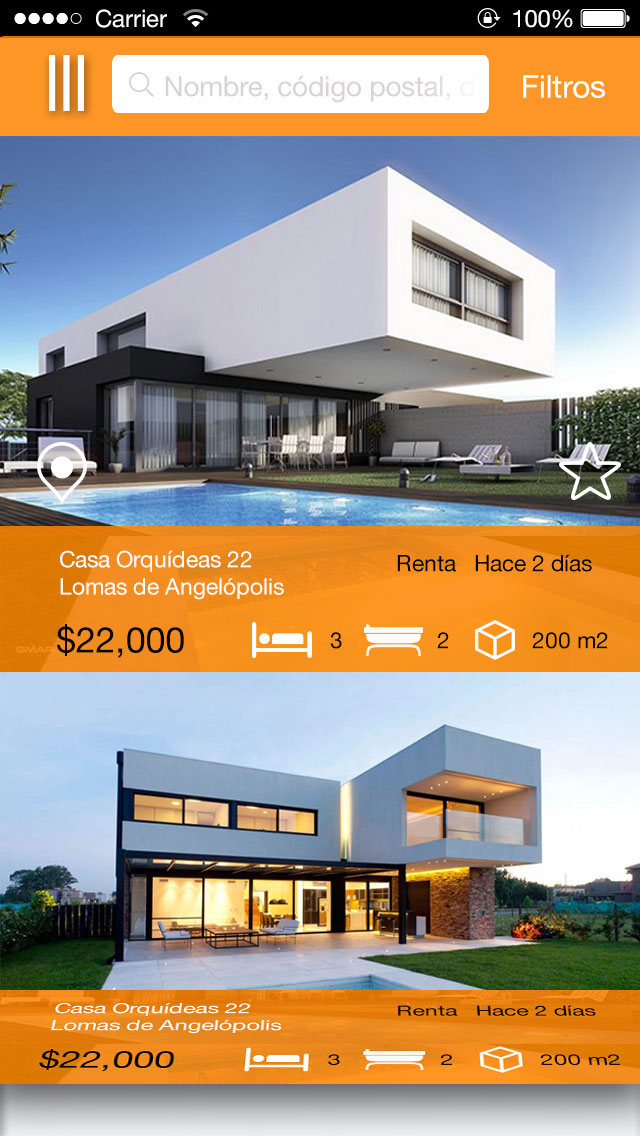 Carrier 100%
Nombre, código postal, d
Filtros
Casa Orquídeas 22
Lomas de Angelópolis
Renta Hace 2 días
$22,000 3 2 200 m2
Casa Orquídeas 22
Lomas de Angelópolis
Renta Hace 2 días
$22,000 3 2 200 m2